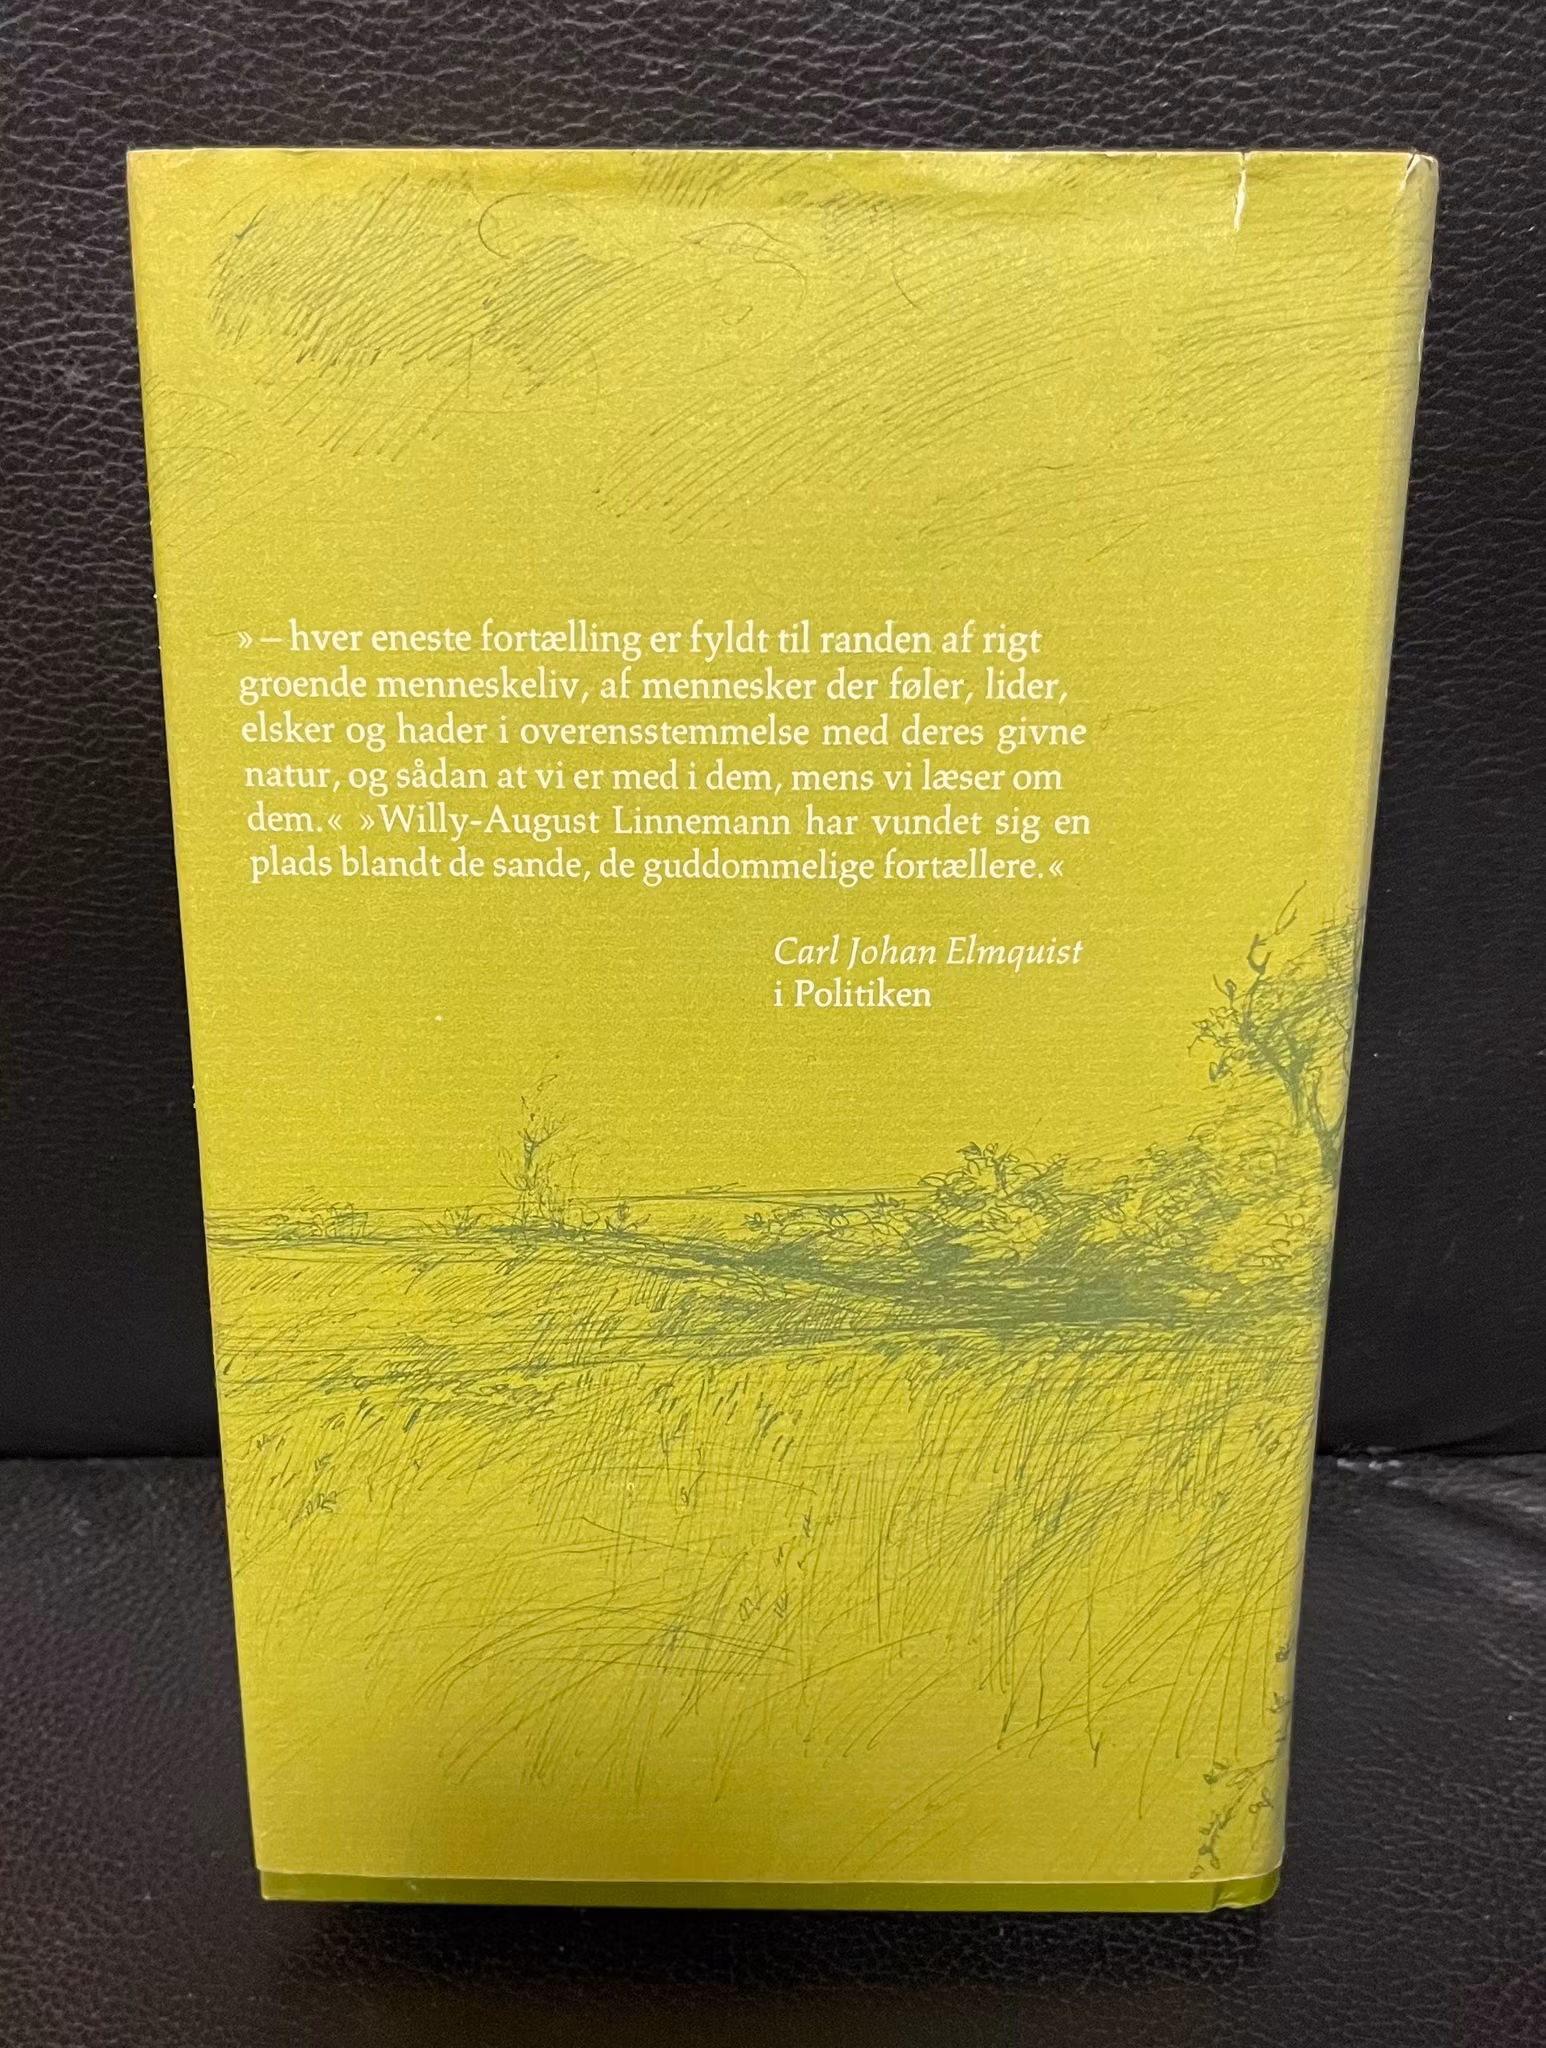 »– hver eneste fortælling er fyldt til randen af rigt
groende menneskeliv, af mennesker der føler, lider,
elsker og hader i overensstemmelse med deres givne
natur, og sådan at vi er med i dem, mens vi læser om
dem.« »Willy-August Linnemann har vundet sig en
plads blandt de sande, de guddommelige fortællere.«
Carl Johan Elmquist
i Politiken